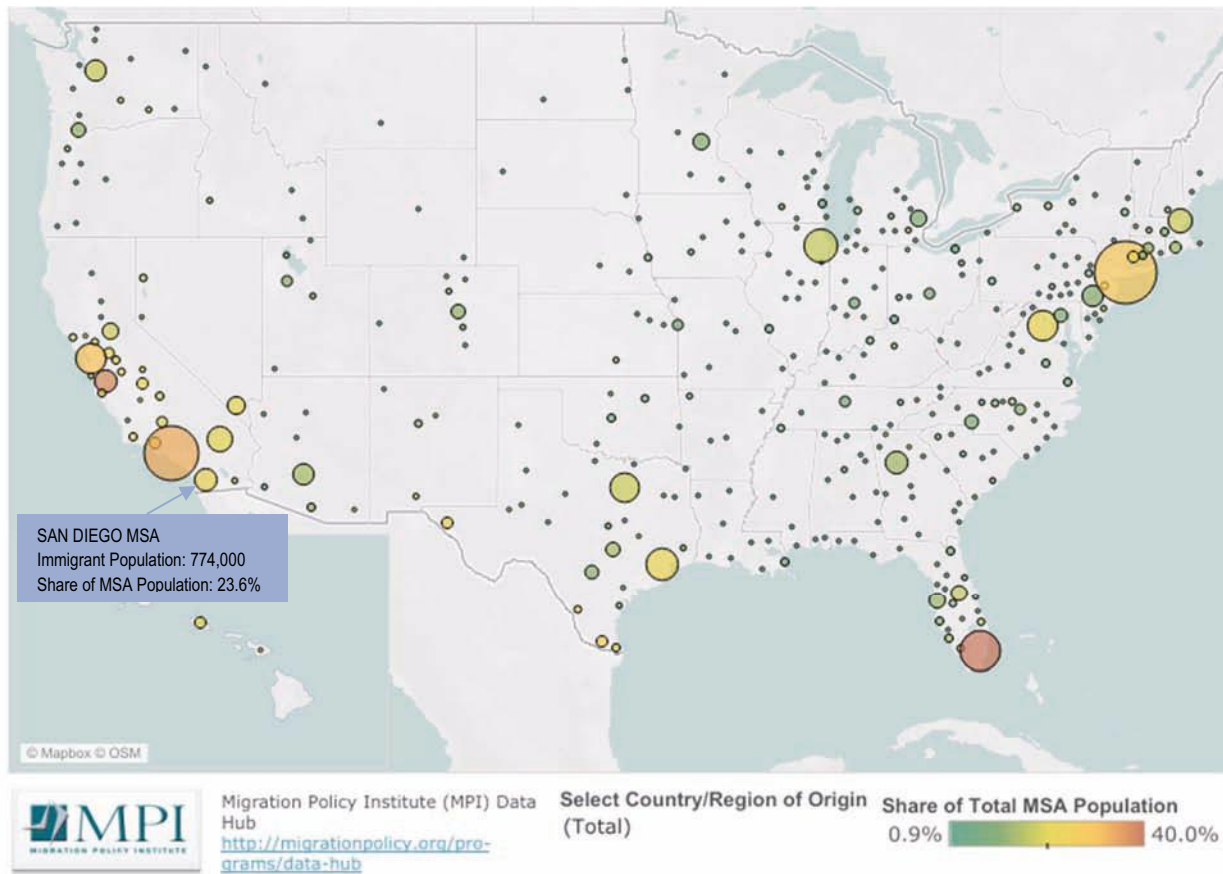 SAN DIEGO MSA
Immigrant Population: 774,000
Share of MSA Population: 23.6%
© Mapbox © OSM
MPI
MIGRATION POLICY INSTITUTE
Migration Policy Institute (MPI) Data
Hub
http://migrationpolicy.org/pro-
grams/data-hub
Select Country/Region of Origin
(Total)
Share of Total MSA Population
0.9% 40.0%